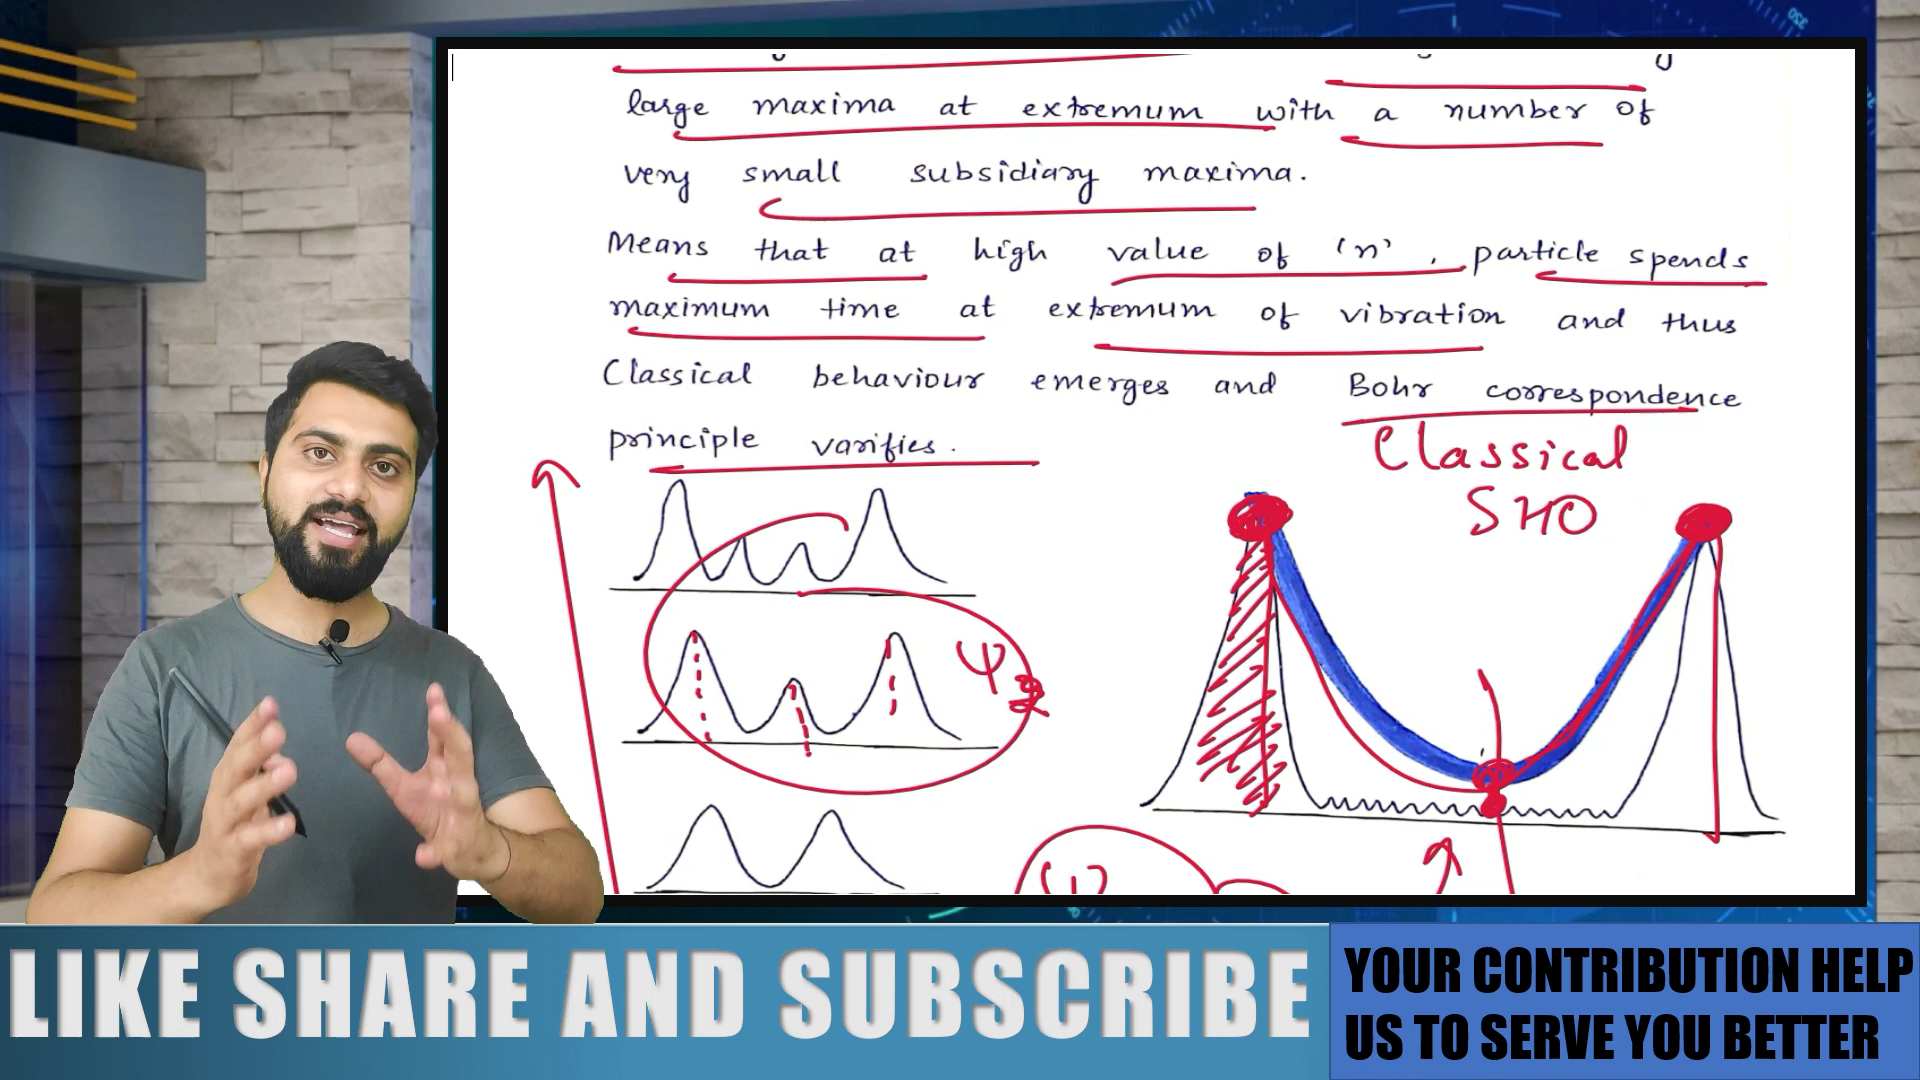 large maxima at extremum with a number of
very small subsidiary maxima.
Means that at high value of 'n', particle spends
maximum time at extremum of vibration and thus
Classical behaviour emerges and Bohr correspondence
principle varifies.
Classical
SHO
ψ2
ψ
LIKE SHARE AND SUBSCRIBE
YOUR CONTRIBUTION HELP
US TO SERVE YOU BETTER